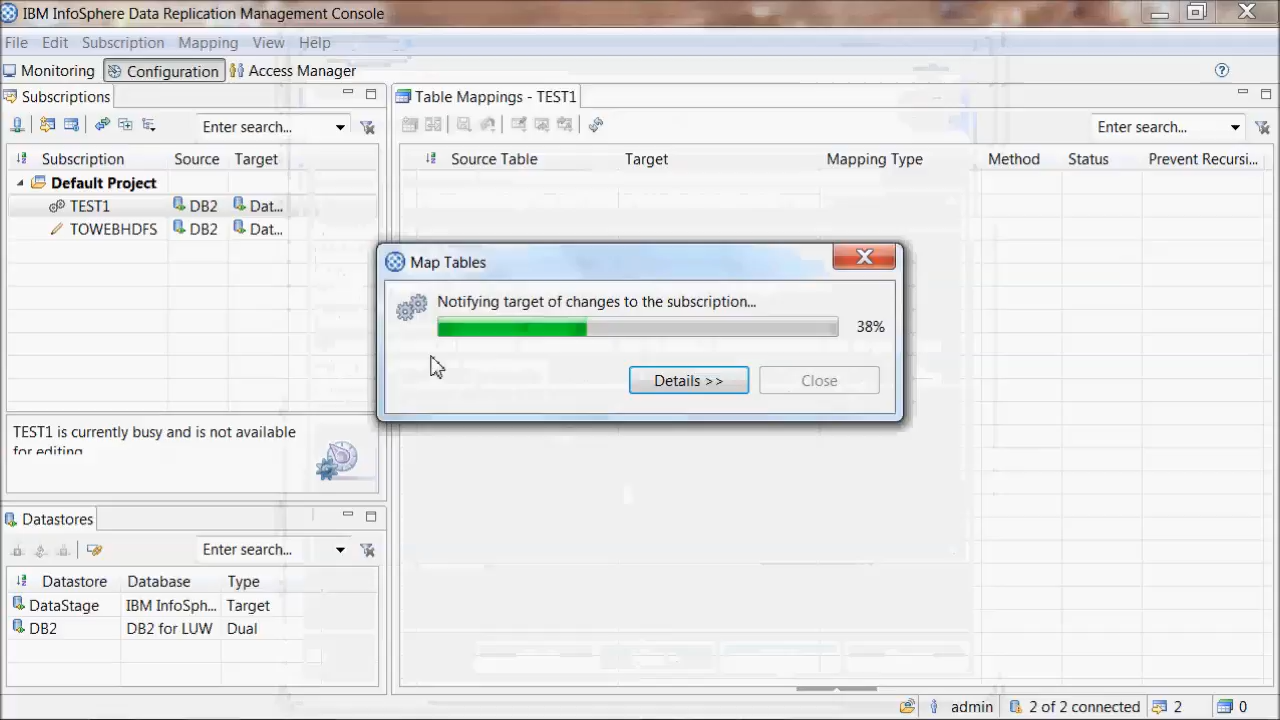 IBM InfoSphere Data Replication Management Console
File Edit Subscription Mapping View Help
Monitoring Configuration Access Manager
Subscriptions
Enter search...
Subscription Source Target
Default Project
TEST1 DB2 Dat...
TOWEBHDFS DB2 Dat...
TEST1 is currently busy and is not available
for editing
Table Mappings - TEST1
Enter search...
Source Table Target Mapping Type Method Status Prevent Recursi...
Map Tables
Notifying target of changes to the subscription...
38%
Details >> Close
Datastores
Enter search...
Datastore Database Type
DataStage IBM InfoSph... Target
DB2 DB2 for LUW Dual
admin 2 of 2 connected 2 0